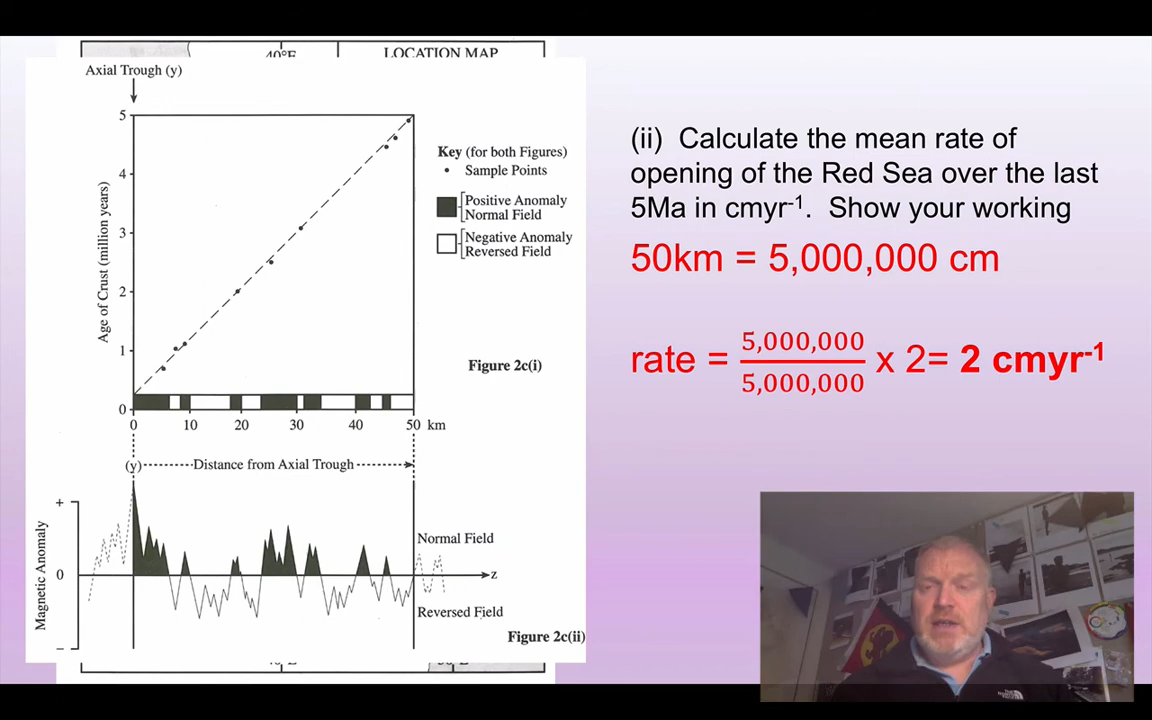 40°E
LOCATION MAP
Axial Trough (y)
5
4
3
2
1
0
Age of Crust (million years)
0 10 20 30 40 50 km
Key (for both Figures)
Sample Points
Positive Anomaly
Normal Field
Negative Anomaly
Reversed Field
Figure 2c(i)
(y) Distance from Axial Trough
+
0
–
Magnetic Anomaly
Normal Field
z
Reversed Field
Figure 2c(ii)
(ii) Calculate the mean rate of
opening of the Red Sea over the last
5Ma in cmyr-1. Show your working
50km = 5,000,000 cm
rate = 5,000,000/5,000,000 x 2= 2 cmyr-1